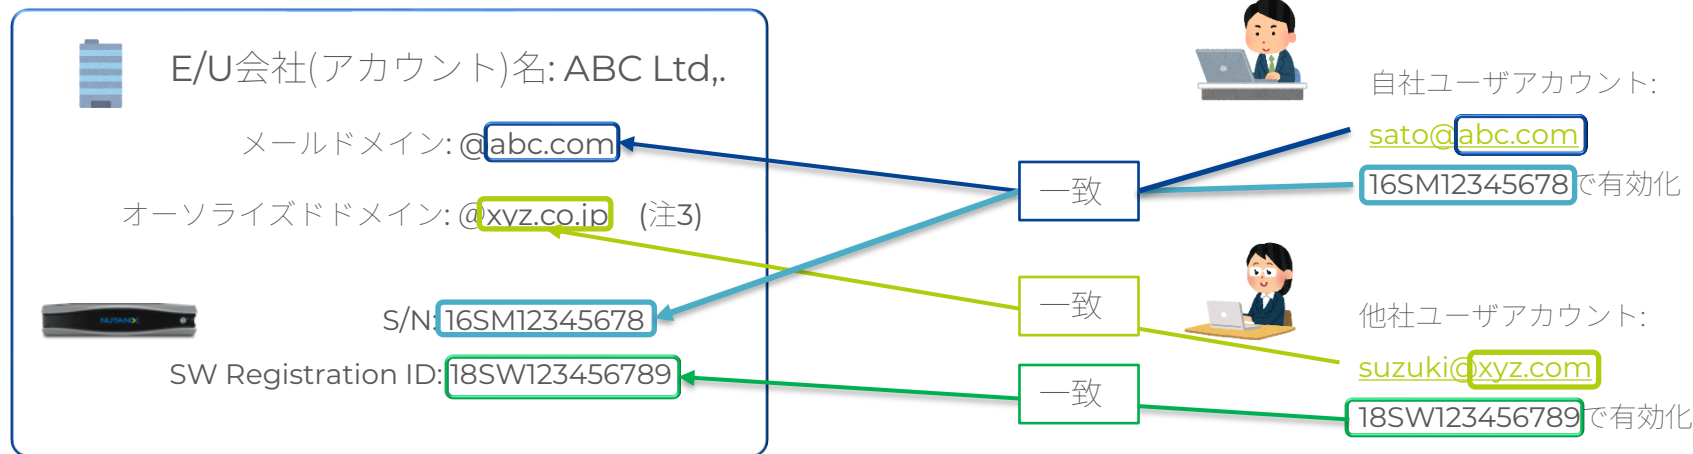 E/U会社(アカウント)名: ABC Ltd,.
メールドメイン: @abc.com
オーソライズドドメイン: @xyz.co.jp (注3)
NUTANIX
S/N: 16SM12345678
SW Registration ID: 18SW123456789
一致
一致
一致
自社ユーザアカウント:
sato@abc.com
16SM12345678で有効化
他社ユーザアカウント:
suzuki@xyz.com
18SW123456789で有効化